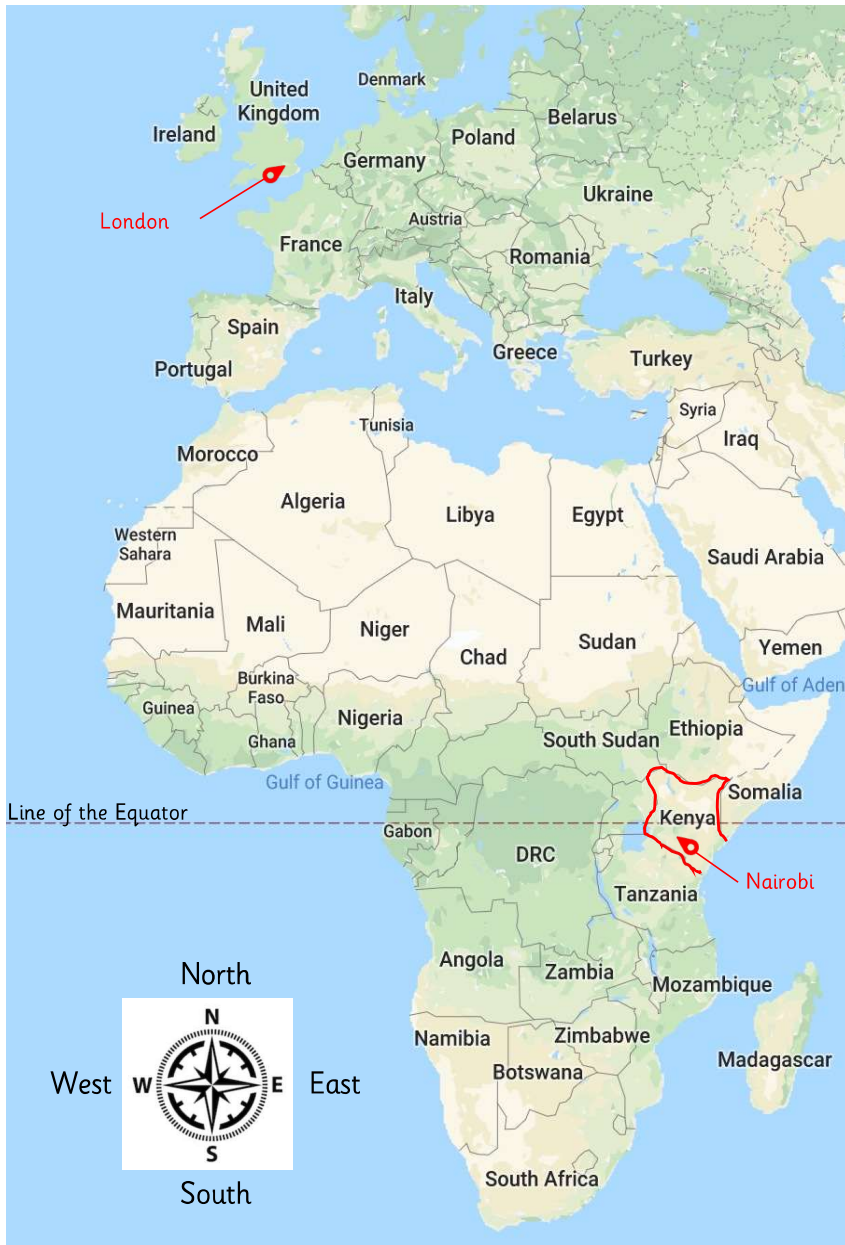 Denmark
United
Kingdom
Ireland
Belarus
Poland
Germany
Ukraine
London
Austria
France
Romania
Italy
Spain
Greece
Turkey
Portugal
Syria
Tunisia
Iraq
Morocco
Algeria
Libya
Egypt
Western
Sahara
Saudi Arabia
Mauritania
Mali
Niger
Sudan
Yemen
Chad
Burkina
Faso
Gulf of Aden
Guinea
Nigeria
Ethiopia
Ghana
South Sudan
Gulf of Guinea
Somalia
Line of the Equator
Kenya
Gabon
DRC
Nairobi
Tanzania
Angola
Zambia
North
Mozambique
N
Namibia
Zimbabwe
Madagascar
Botswana
West
W
E
East
S
South Africa
South